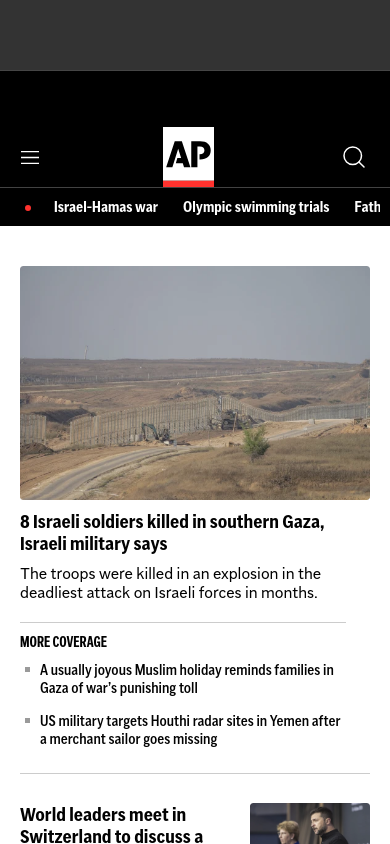 AP
Israel-Hamas war Olympic swimming trials Fath
8 Israeli soldiers killed in southern Gaza,
Israeli military says
The troops were killed in an explosion in the
deadliest attack on Israeli forces in months.
MORE COVERAGE
A usually joyous Muslim holiday reminds families in
Gaza of war’s punishing toll
US military targets Houthi radar sites in Yemen after
a merchant sailor goes missing
World leaders meet in
Switzerland to discuss a